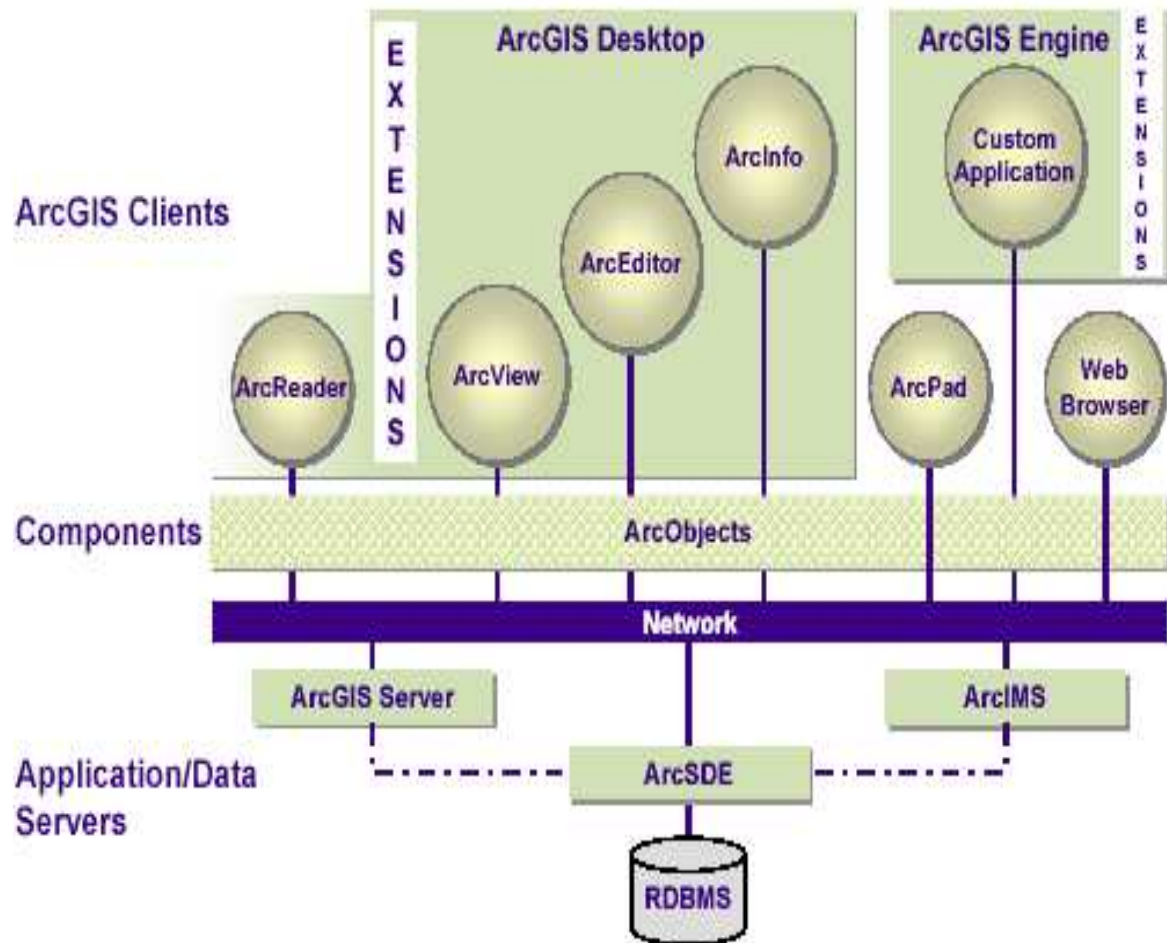 EXTENSIONS
ArcGIS Desktop
ArcGIS Engine
EXTENSIONS
ArcInfo
Custom
Application
ArcGIS Clients
ArcEditor
ArcReader
ArcView
ArcPad
Web
Browser
Components
ArcObjects
Network
ArcGIS Server
ArcIMS
Application/Data
Servers
ArcSDE
RDBMS